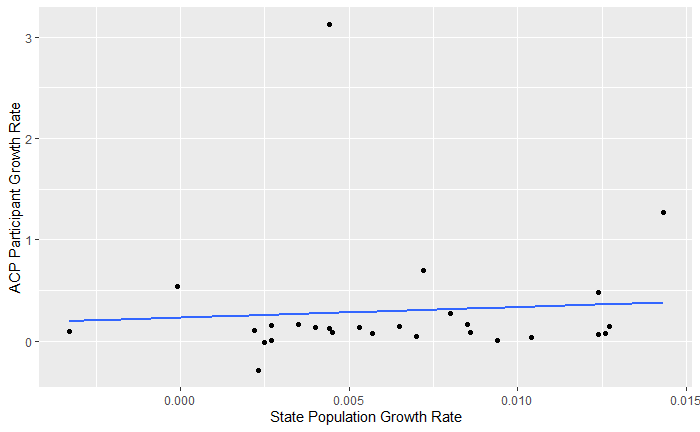 3
2
1
0
ACP Participant Growth Rate
0.000 0.005 0.010 0.015
State Population Growth Rate